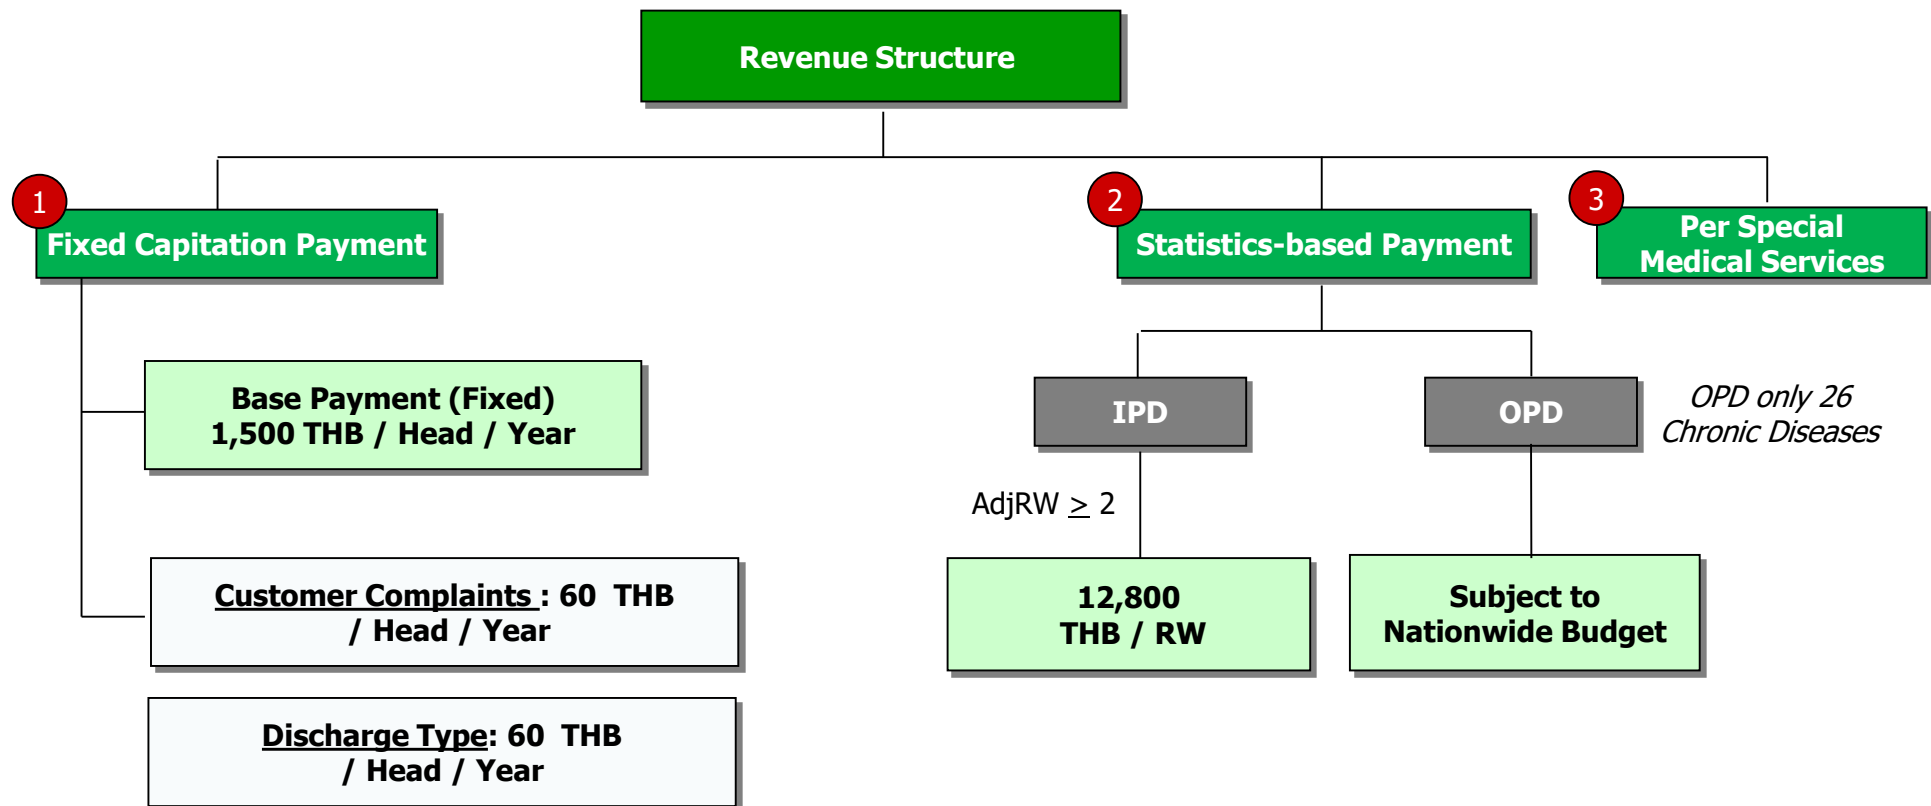 Revenue Structure
1
Fixed Capitation Payment
2
Statistics-based Payment
3
Per Special
Medical Services
Base Payment (Fixed)
1,500 THB / Head / Year
Customer Complaints : 60 THB
/ Head / Year
Discharge Type: 60 THB
/ Head / Year
IPD
AdjRW ≥ 2
12,800
THB / RW
OPD
OPD only 26
Chronic Diseases
Subject to
Nationwide Budget